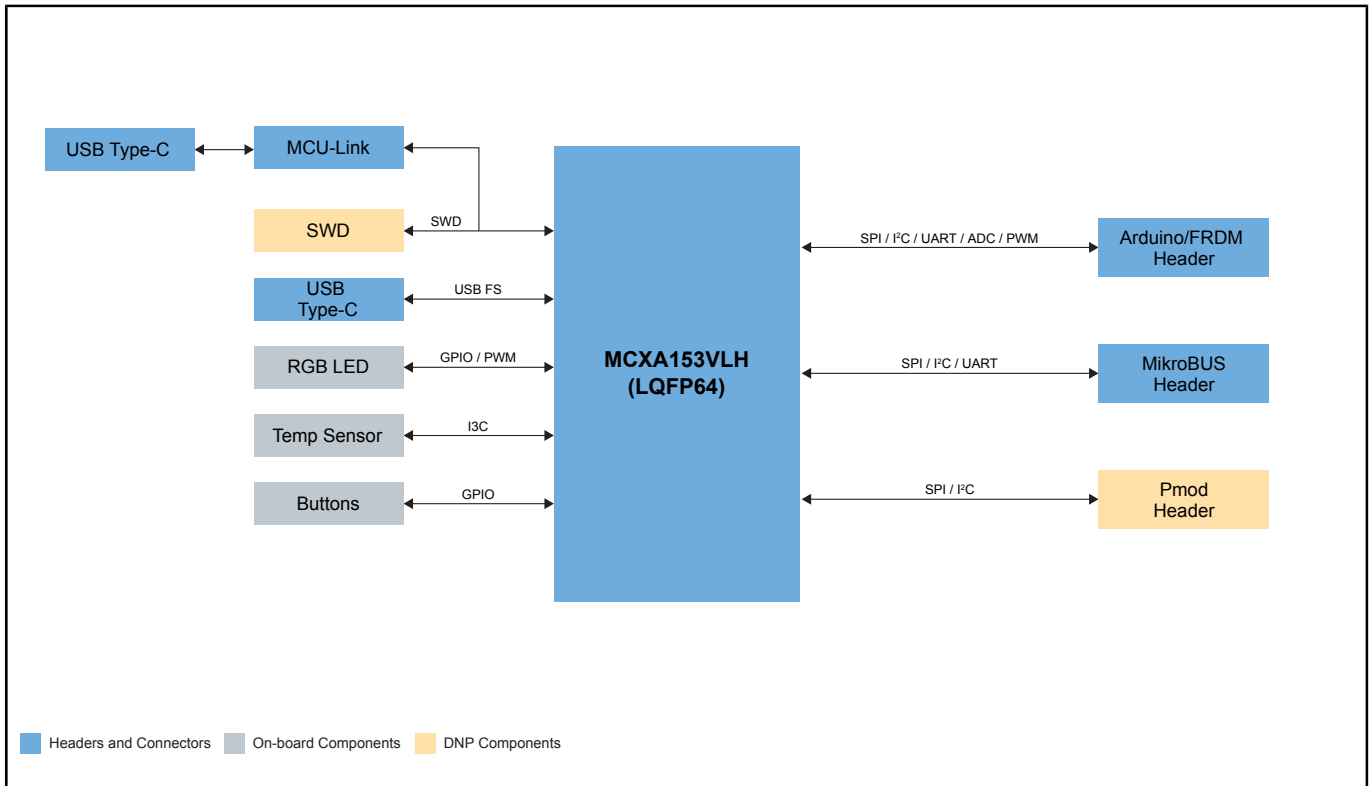 USB Type-C
MCU-Link
SWD
SWD
USB
Type-C
USB FS
RGB LED
GPIO / PWM
Temp Sensor
I3C
Buttons
GPIO
MCXA153VLH
(LQFP64)
SPI / I²C / UART / ADC / PWM
Arduino/FRDM
Header
SPI / I²C / UART
MikroBUS
Header
SPI / I²C
Pmod
Header
Headers and Connectors
On-board Components
DNP Components